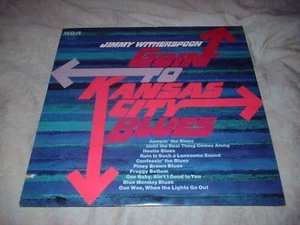 RCA
JIMMY WITHERSPOON
GOIN'
TO
KANSAS
CITY
BLUES
Jumpin' the Blues
Until the Real Thing Comes Along
Hootie Blues
Rain Is Such a Lonesome Sound
Confessin' the Blues
Piney Brown Blues
Froggy Bottom
Gee Baby, Ain't I Good to You
Blue Monday Blues
Ooo Wee, When the Lights Go Out